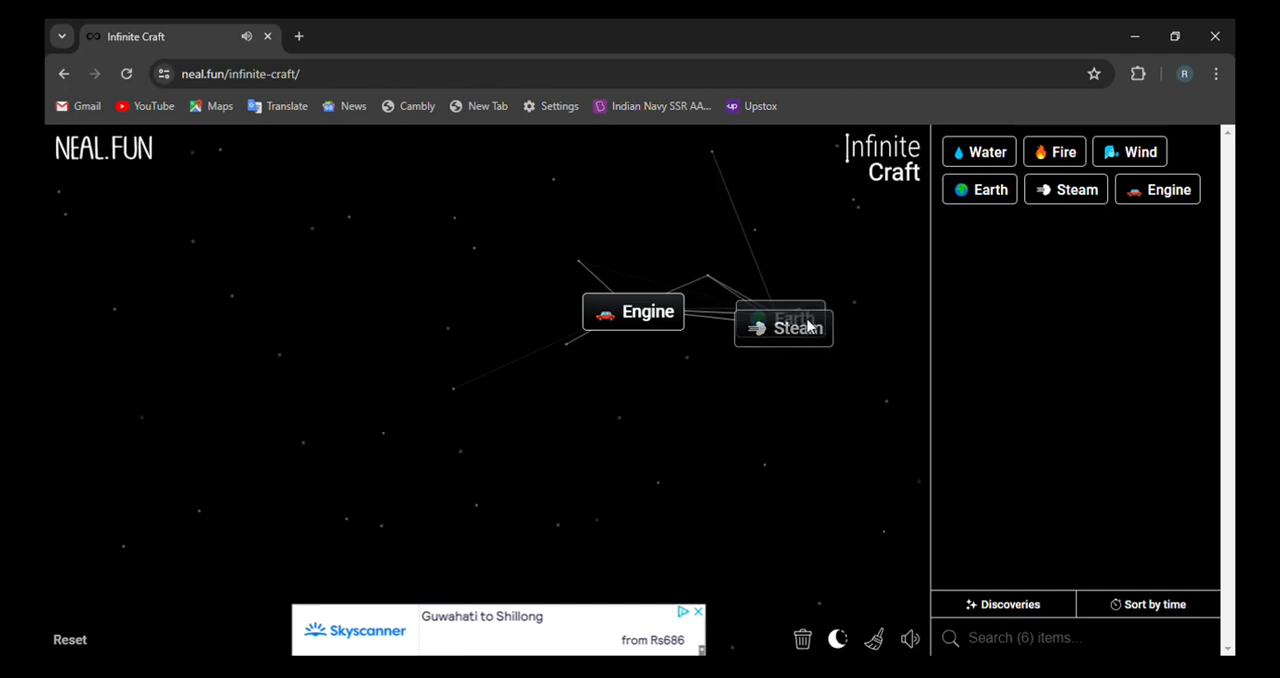 Infinite Craft
neal.fun/infinite-craft/
R
Gmail YouTube Maps Translate News Cambly New Tab Settings Indian Navy SSR AA... Upstox
NEAL.FUN
Infinite
Craft
Water Fire Wind
Earth Steam Engine
Engine
Earth
Steam
Discoveries Sort by time
Guwahati to Shillong
Skyscanner
from Rs686
Reset
Search (6) items...